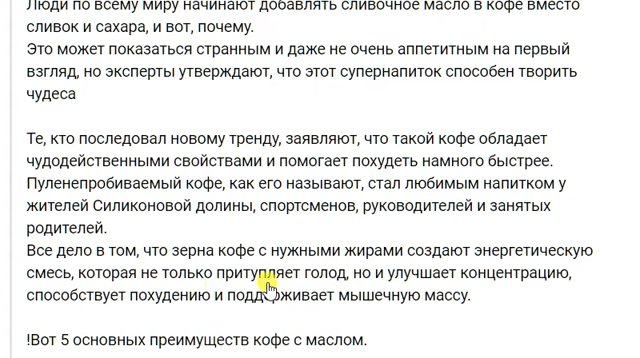 Люди по всему миру начинают добавлять сливочное масло в кофе вместо
сливок и сахара, и вот, почему.
Это может показаться странным и даже не очень аппетитным на первый
взгляд, но эксперты утверждают, что этот супернапиток способен творить
чудеса
Те, кто последовал новому тренду, заявляют, что такой кофе обладает
чудодейственными свойствами и помогает похудеть намного быстрее.
Пуленепробиваемый кофе, как его называют, стал любимым напитком у
жителей Силиконовой долины, спортсменов, руководителей и занятых
родителей.
Все дело в том, что зерна кофе с нужными жирами создают энергетическую
смесь, которая не только притупляет голод, но и улучшает концентрацию,
способствует похудению и поддерживает мышечную массу.
!Вот 5 основных преимуществ кофе с маслом.